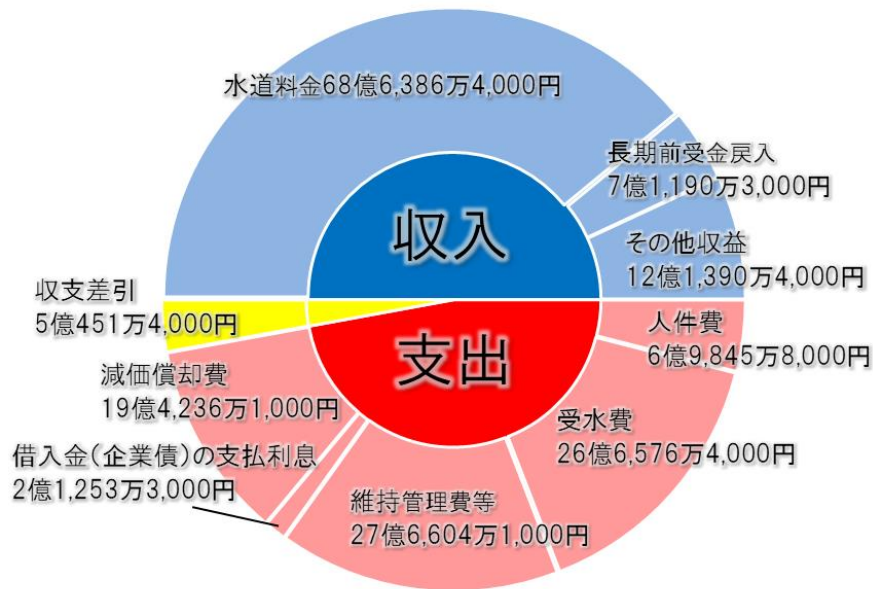 水道料金68億6,386万4,000円
長期前受金戻入
7億1,190万3,000円
その他収益
12億1,390万4,000円
収入
収支差引
5億451万4,000円
支出
人件費
6億9,845万8,000円
減価償却費
19億4,236万1,000円
受水費
26億6,576万4,000円
借入金(企業債)の支払利息
2億1,253万3,000円
維持管理費等
27億6,604万1,000円